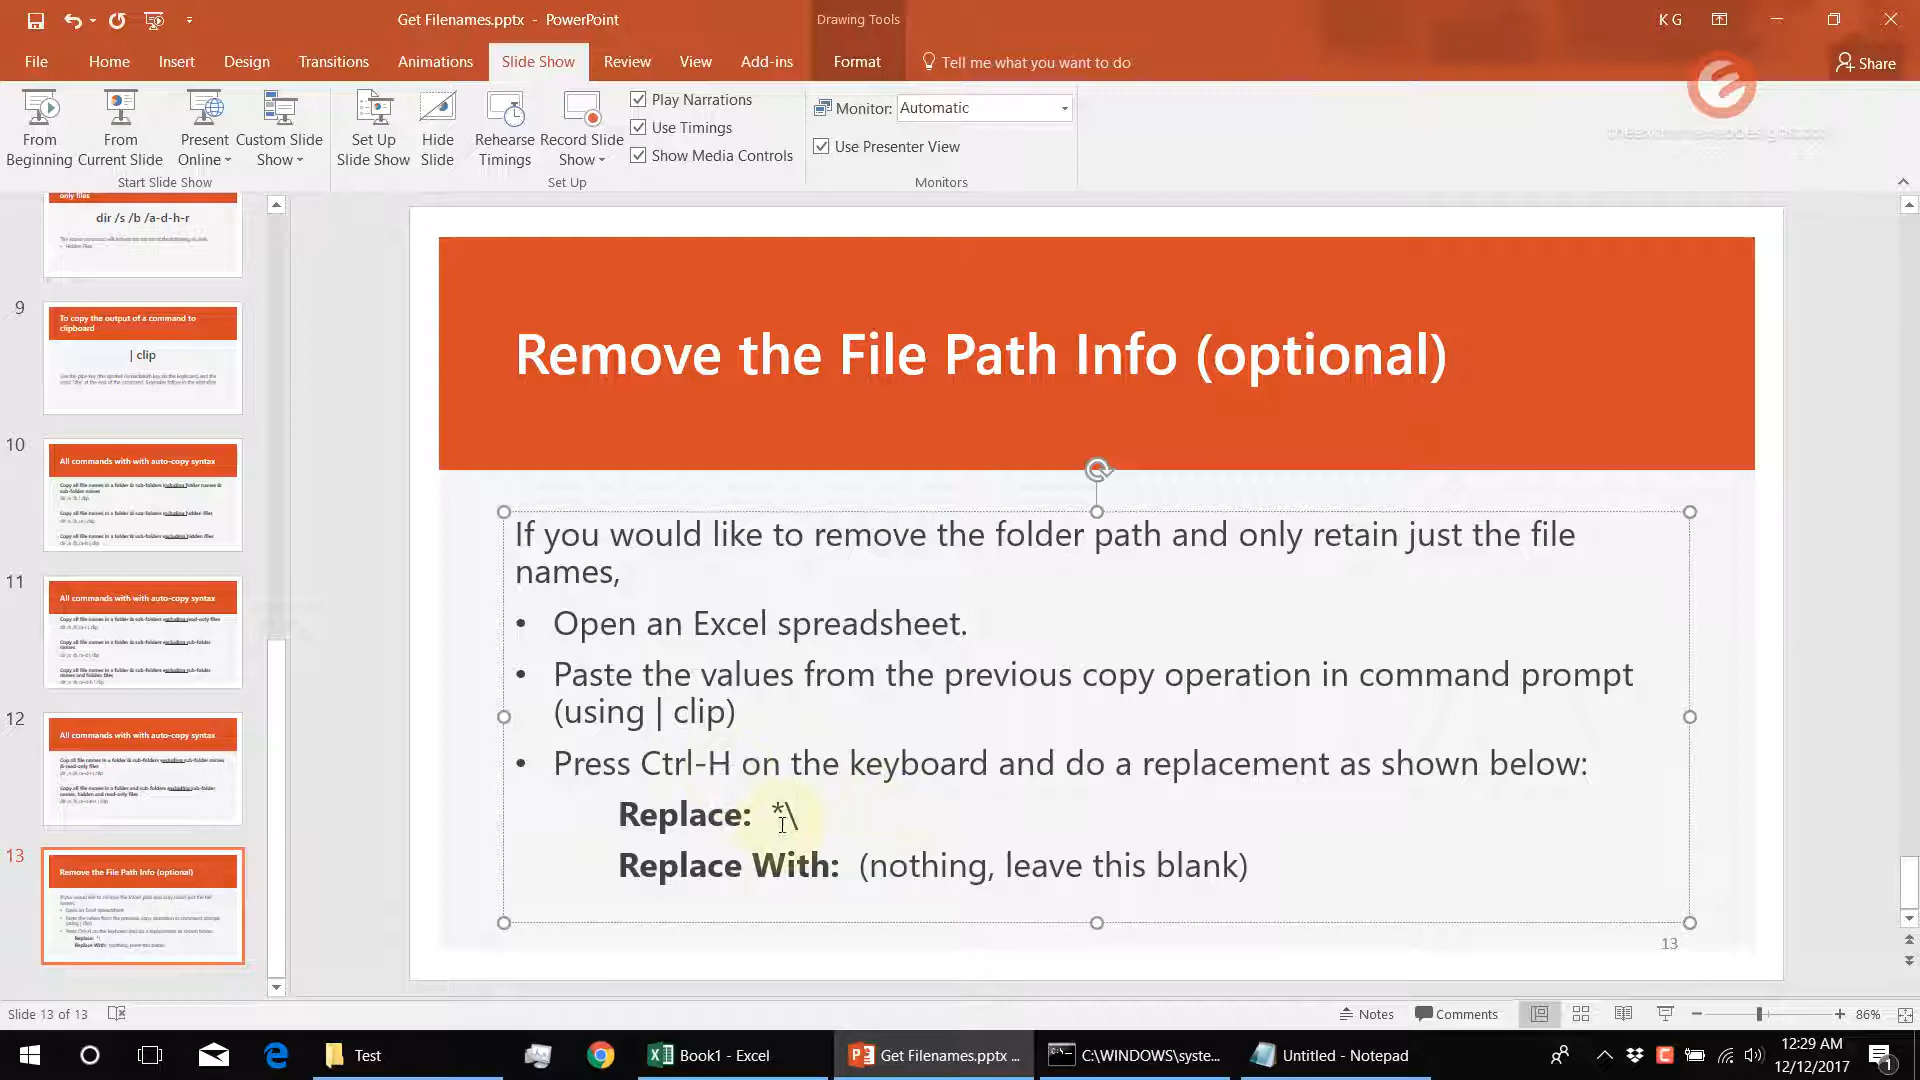 Get Filenames.pptx - PowerPoint
Drawing Tools
K G
File Home Insert Design Transitions Animations Slide Show Review View Add-ins Format Tell me what you want to do Share
From Beginning
From Current Slide
Present Online
Custom Slide Show
Start Slide Show
Set Up Slide Show
Hide Slide
Rehearse Timings
Record Slide Show
Play Narrations
Use Timings
Show Media Controls
Set Up
Monitor: Automatic
Use Presenter View
Monitors
only files
dir /s /b /a-d-h-r
9
To copy the output of a command to
clipboard
| clip
10
All commands with with auto-copy syntax
11
All commands with with auto-copy syntax
12
All commands with with auto-copy syntax
13
Remove the File Path Info (optional)
Remove the File Path Info (optional)
If you would like to remove the folder path and only retain just the file
names,
• Open an Excel spreadsheet.
• Paste the values from the previous copy operation in command prompt
(using | clip)
• Press Ctrl-H on the keyboard and do a replacement as shown below:
Replace: *\
Replace With: (nothing, leave this blank)
13
Slide 13 of 13
Notes
Comments
86%
Test
Book1 - Excel
Get Filenames.pptx ...
C:\WINDOWS\syste...
Untitled - Notepad
12:29 AM
12/12/2017
1